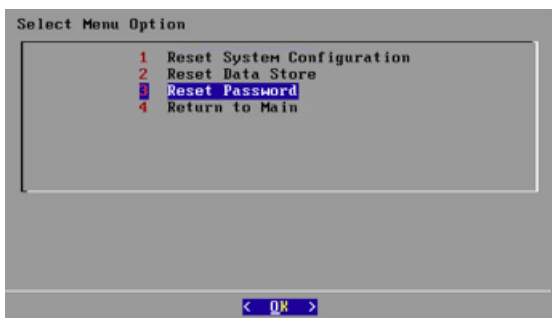 Select Menu Option
1 Reset System Configuration
2 Reset Data Store
3 Reset Password
4 Return to Main
< OK >